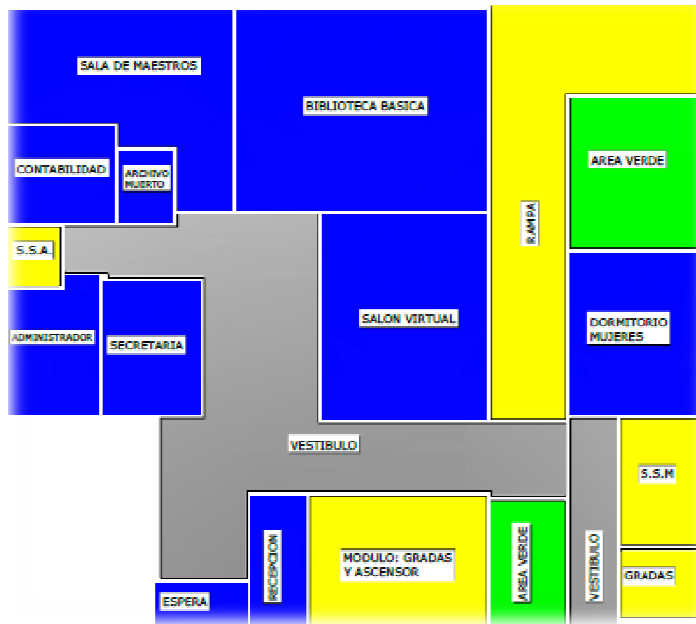 SALA DE MAESTROS
BIBLIOTECA BASICA
CONTABILIDAD
ARCHIVO
MUERTO
AREA VERDE
RAMPA
S.S.A.
ADMINISTRADOR
SECRETARIA
SALON VIRTUAL
DORMITORIO
MUJERES
VESTIBULO
S.S.M
RECEPCION
MODULO: GRADAS
Y ASCENSOR
AREA VERDE
VESTIBULO
GRADAS
ESPERA